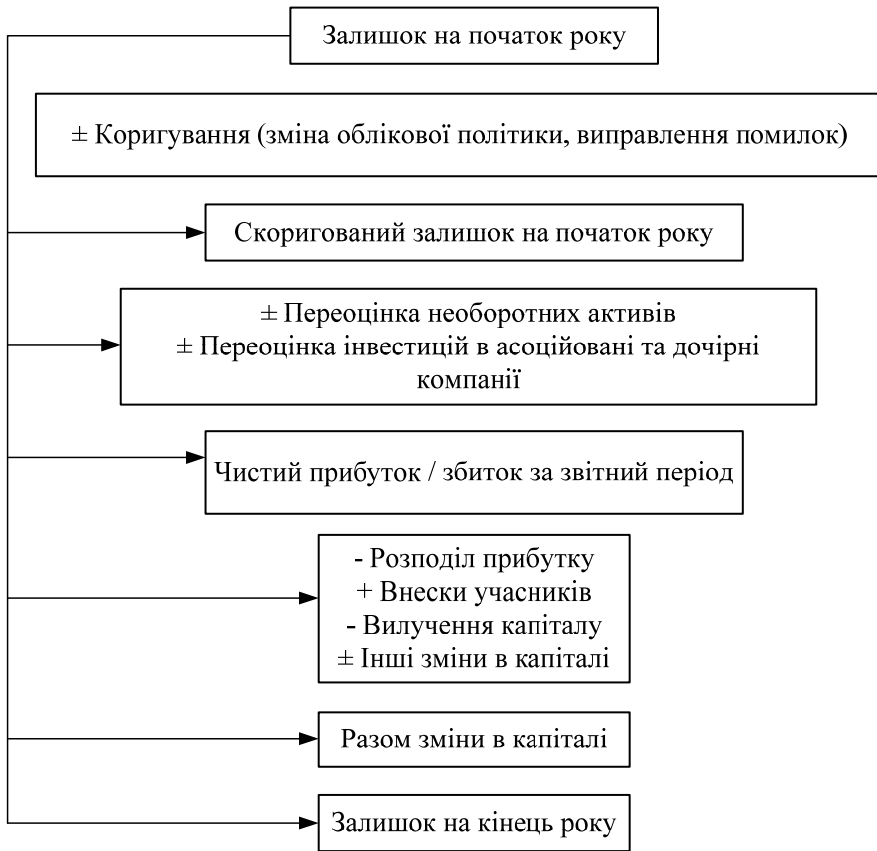 Залишок на початок року
± Коригування (зміна облікової політики, виправлення помилок)
Скоригований залишок на початок року
± Переоцінка необоротних активів
± Переоцінка інвестицій в асоційовані та дочірні
компанії
Чистий прибуток / збиток за звітний період
- Розподіл прибутку
+ Внески учасників
- Вилучення капіталу
± Інші зміни в капіталі
Разом зміни в капіталі
Залишок на кінець року